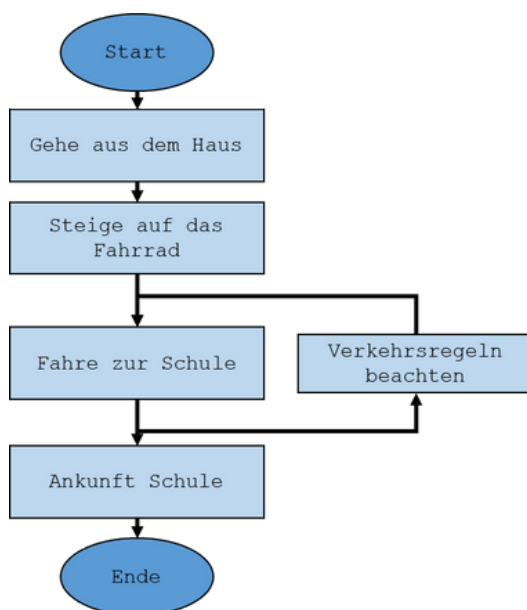 Start
Gehe aus dem Haus
Steige auf das
Fahrrad
Fahre zur Schule
Verkehrsregeln
beachten
Ankunft Schule
Ende